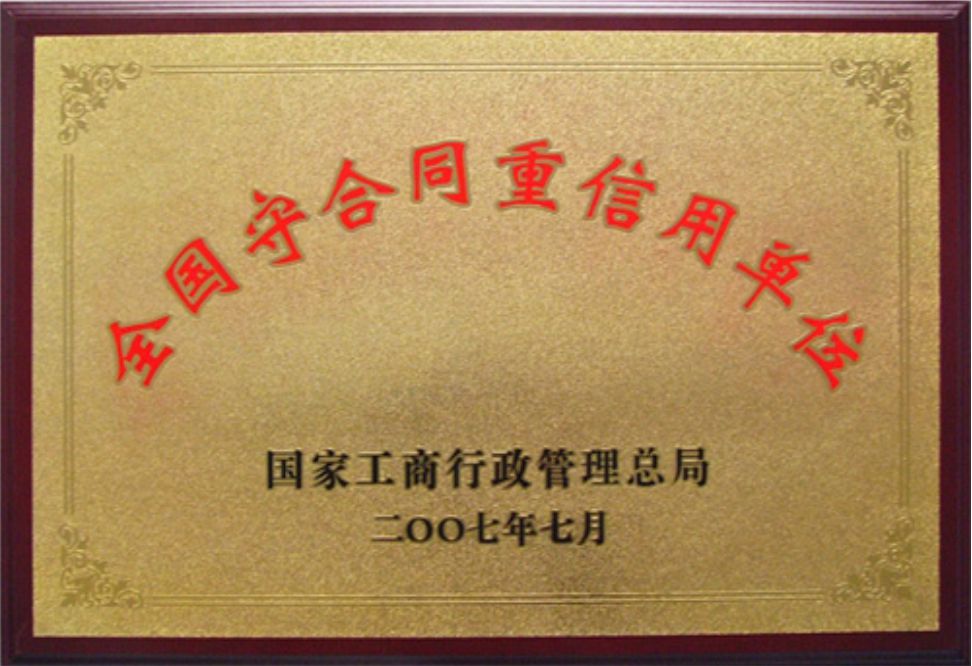 全国守合同重信用单位
国家工商行政管理总局
二〇〇七年七月